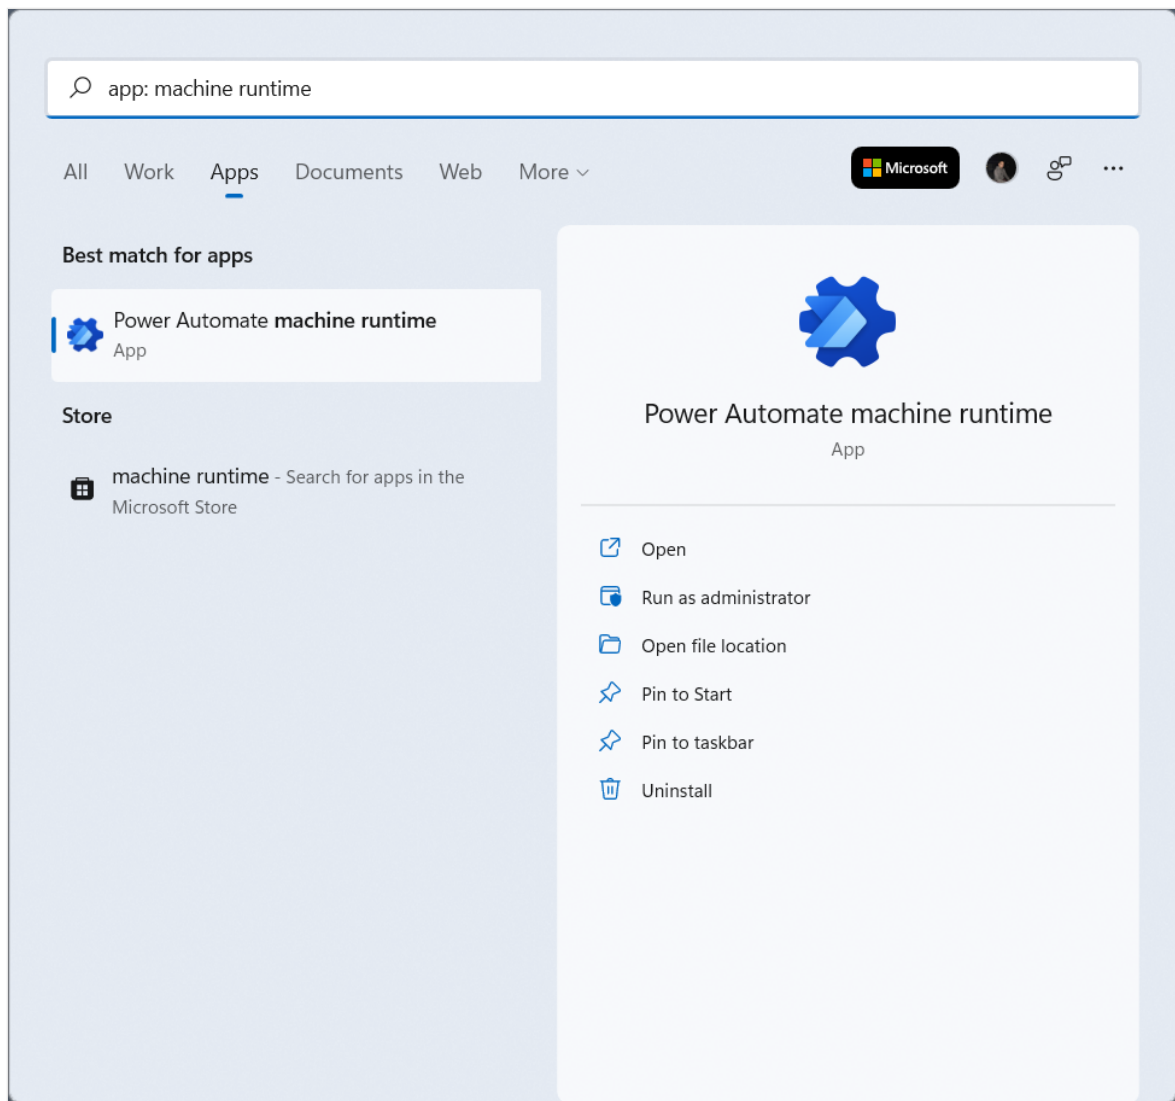 app: machine runtime
All Work Apps Documents Web More
Microsoft
Best match for apps
Power Automate machine runtime
App
Store
machine runtime - Search for apps in the
Microsoft Store
Power Automate machine runtime
App
Open
Run as administrator
Open file location
Pin to Start
Pin to taskbar
Uninstall